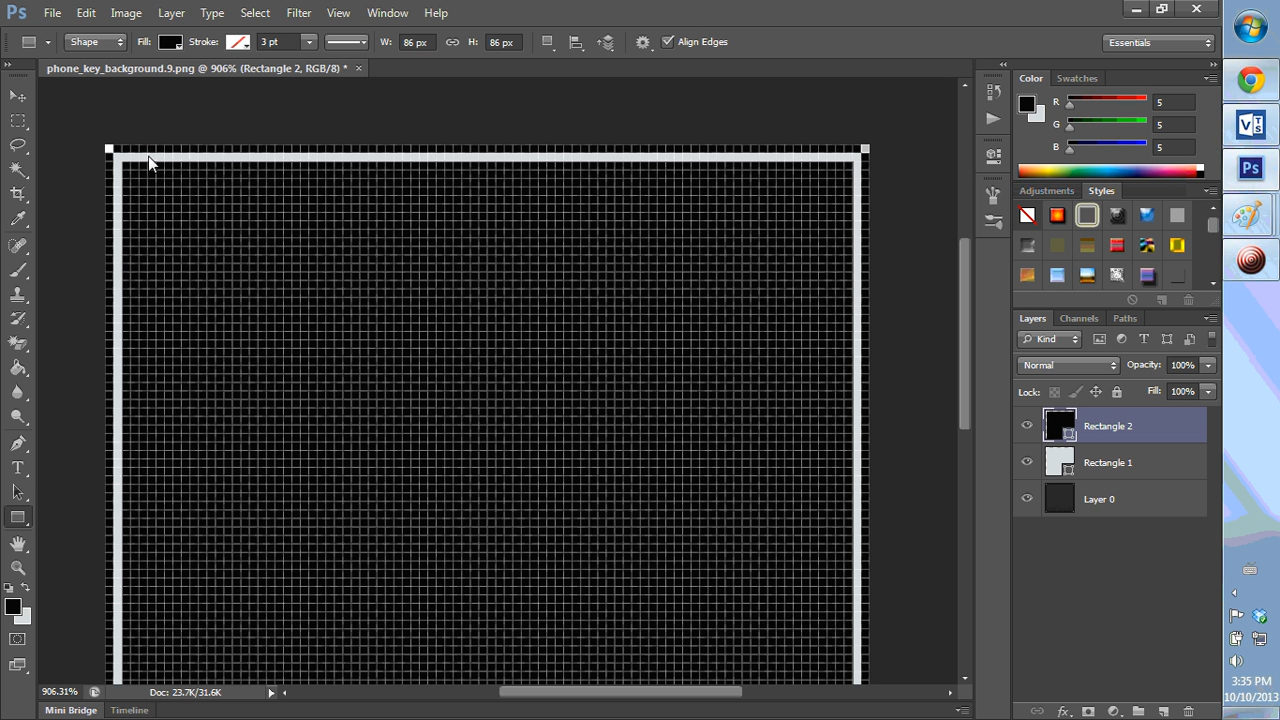 Ps File Edit Image Layer Type Select Filter View Window Help
Shape Fill: Stroke: 3 pt W: 86 px H: 86 px Align Edges Essentials
phone_key_background.9.png @ 906% (Rectangle 2, RGB/8) * ×
Color Swatches
R 5
G 5
B 5
Adjustments Styles
Layers Channels Paths
Kind
Normal Opacity: 100%
Lock: Fill: 100%
Rectangle 2
Rectangle 1
Layer 0
906.31% Doc: 23.7K/31.6K
Mini Bridge Timeline
Ps
3:35 PM
10/10/2013